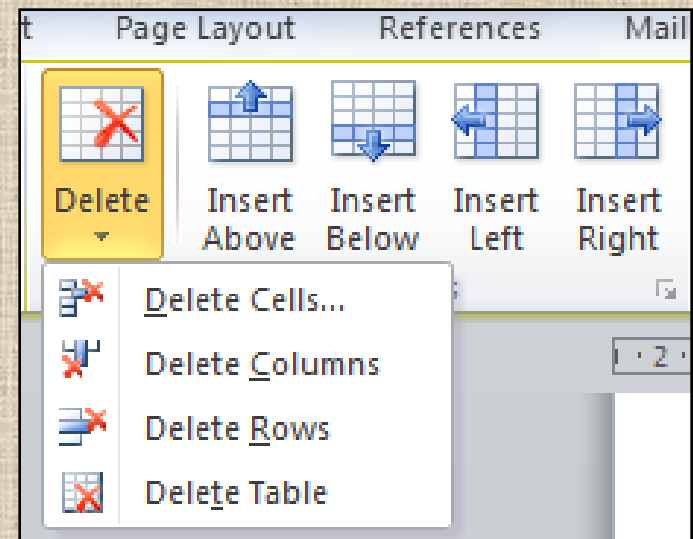 t Page Layout References Mail
Delete Insert Insert Insert Insert
Above Below Left Right
Delete Cells...
Delete Columns
2
Delete Rows
Delete Table